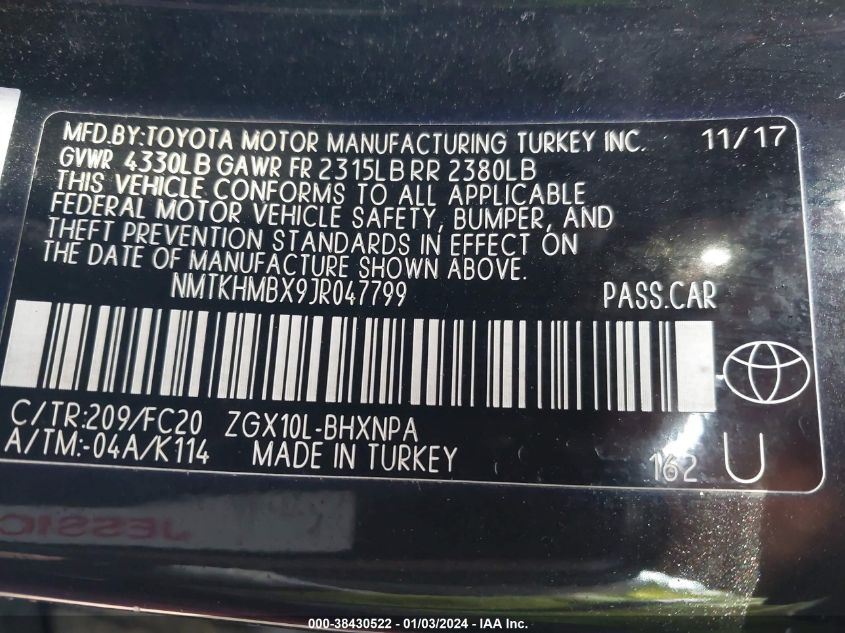 MFD.BY:TOYOTA MOTOR MANUFACTURING TURKEY INC. 11/17
GVWR 4330LB GAWR FR 2315LB RR 2380LB
THIS VEHICLE CONFORMS TO ALL APPLICABLE
FEDERAL MOTOR VEHICLE SAFETY, BUMPER, AND
THEFT PREVENTION STANDARDS IN EFFECT ON
THE DATE OF MANUFACTURE SHOWN ABOVE.
NMTKHMBX9JR047799 PASS.CAR
C/TR:209/FC20 ZGX10L-BHXNPA
A/TM:-04A/K114 MADE IN TURKEY 162 U
JESSIC
000-38430522 - 01/03/2024 - IAA Inc.